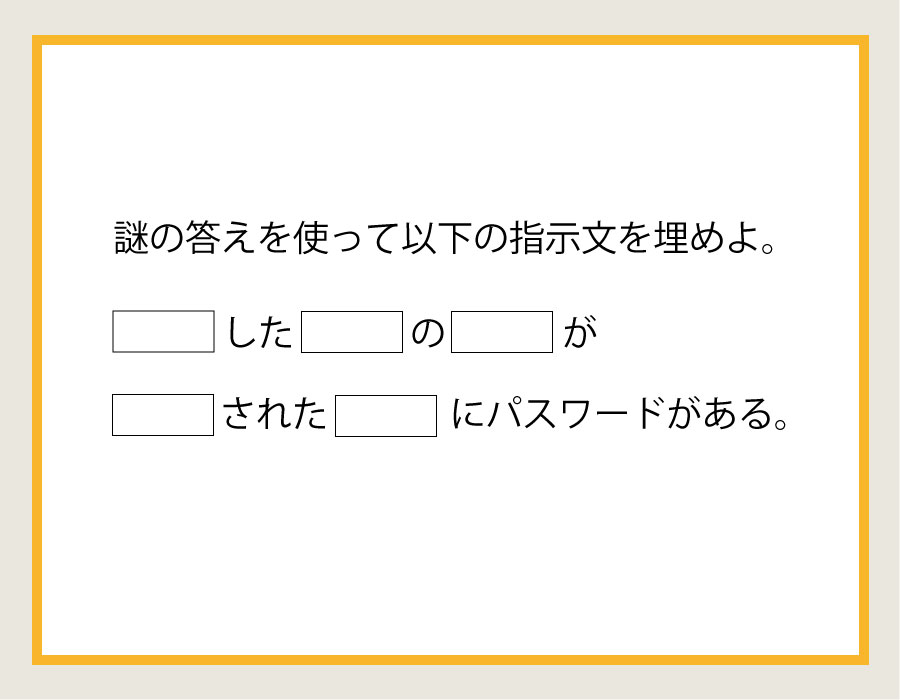 謎の答えを使って以下の指示文を埋めよ。
した の が
された にパスワードがある。